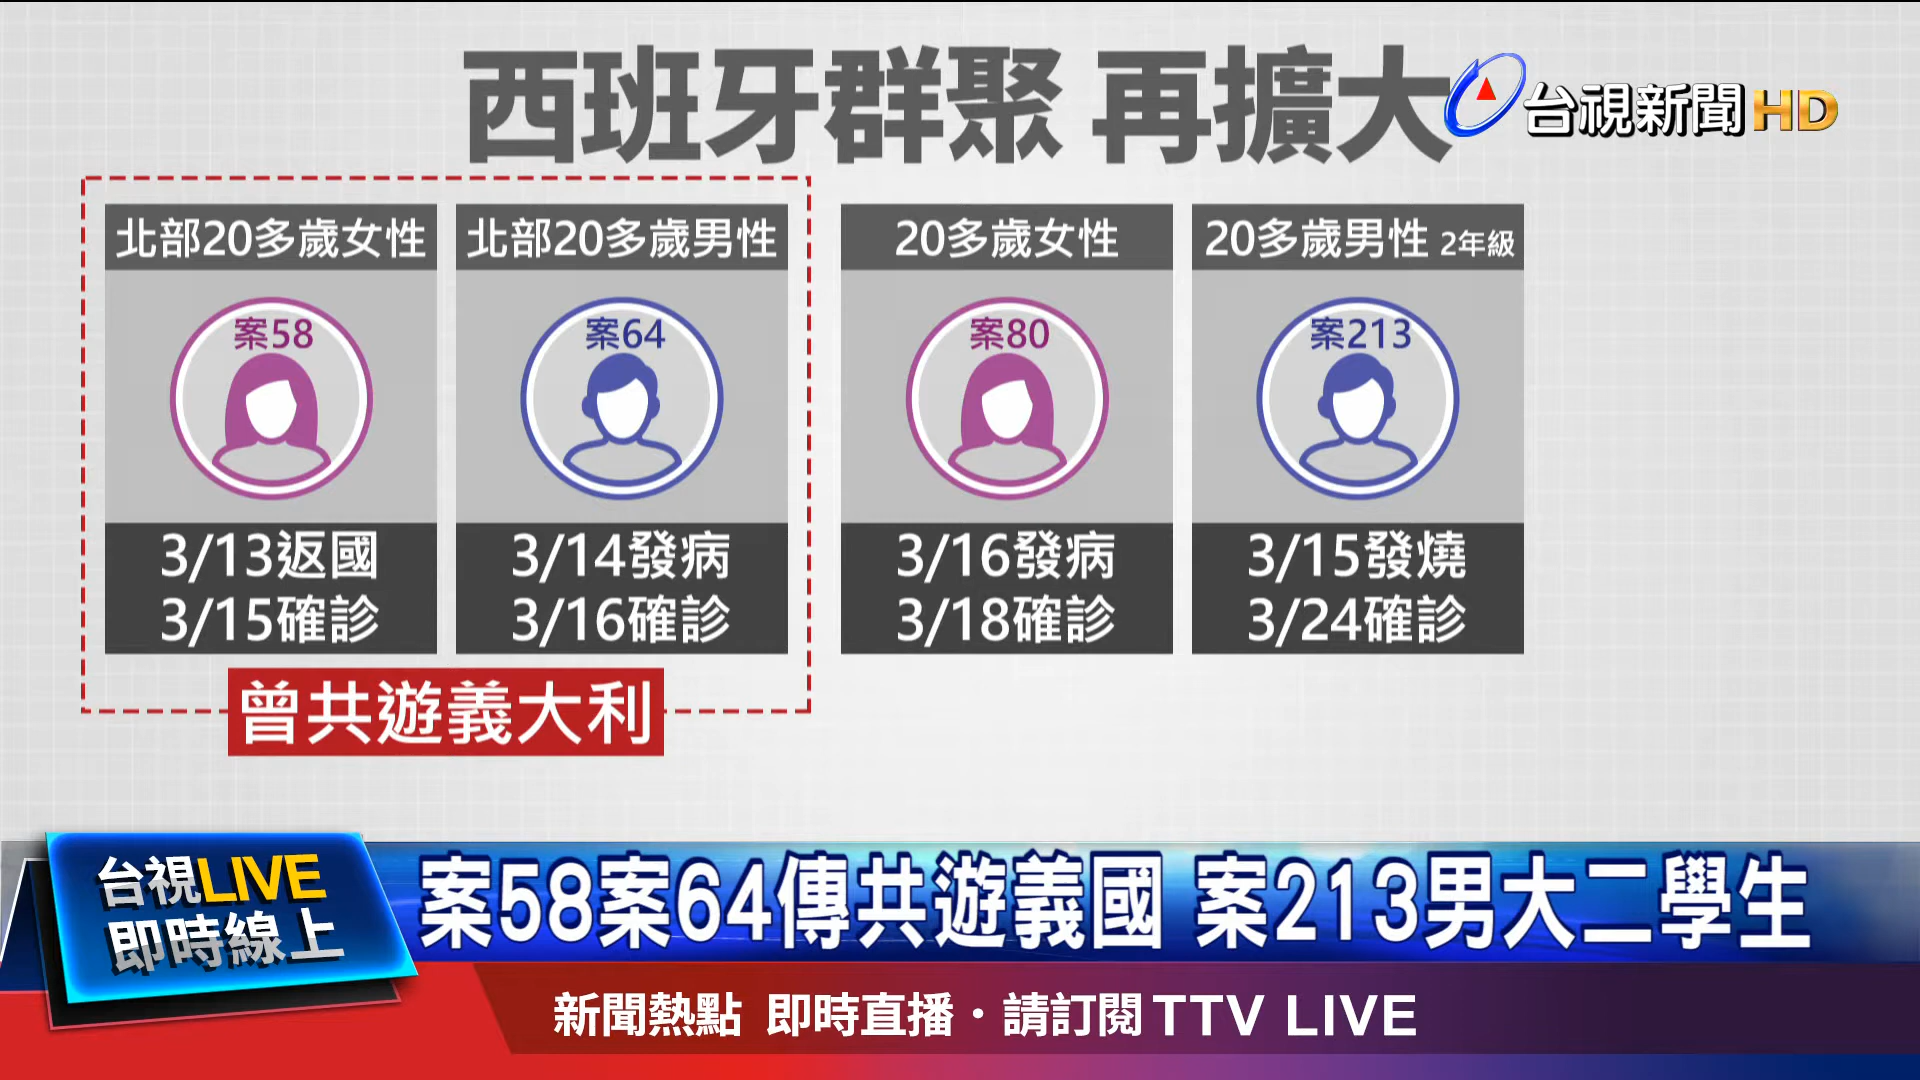 西班牙群聚 再擴大
台視新聞HD
北部20多歲女性
案58
3/13返國
3/15確診
北部20多歲男性
案64
3/14發病
3/16確診
曾共遊義大利
20多歲女性
案80
3/16發病
3/18確診
20多歲男性 2年級
案213
3/15發燒
3/24確診
台視LIVE
即時線上
案58案64傳共遊義國 案213男大二學生
新聞熱點 即時直播・請訂閱TTV LIVE